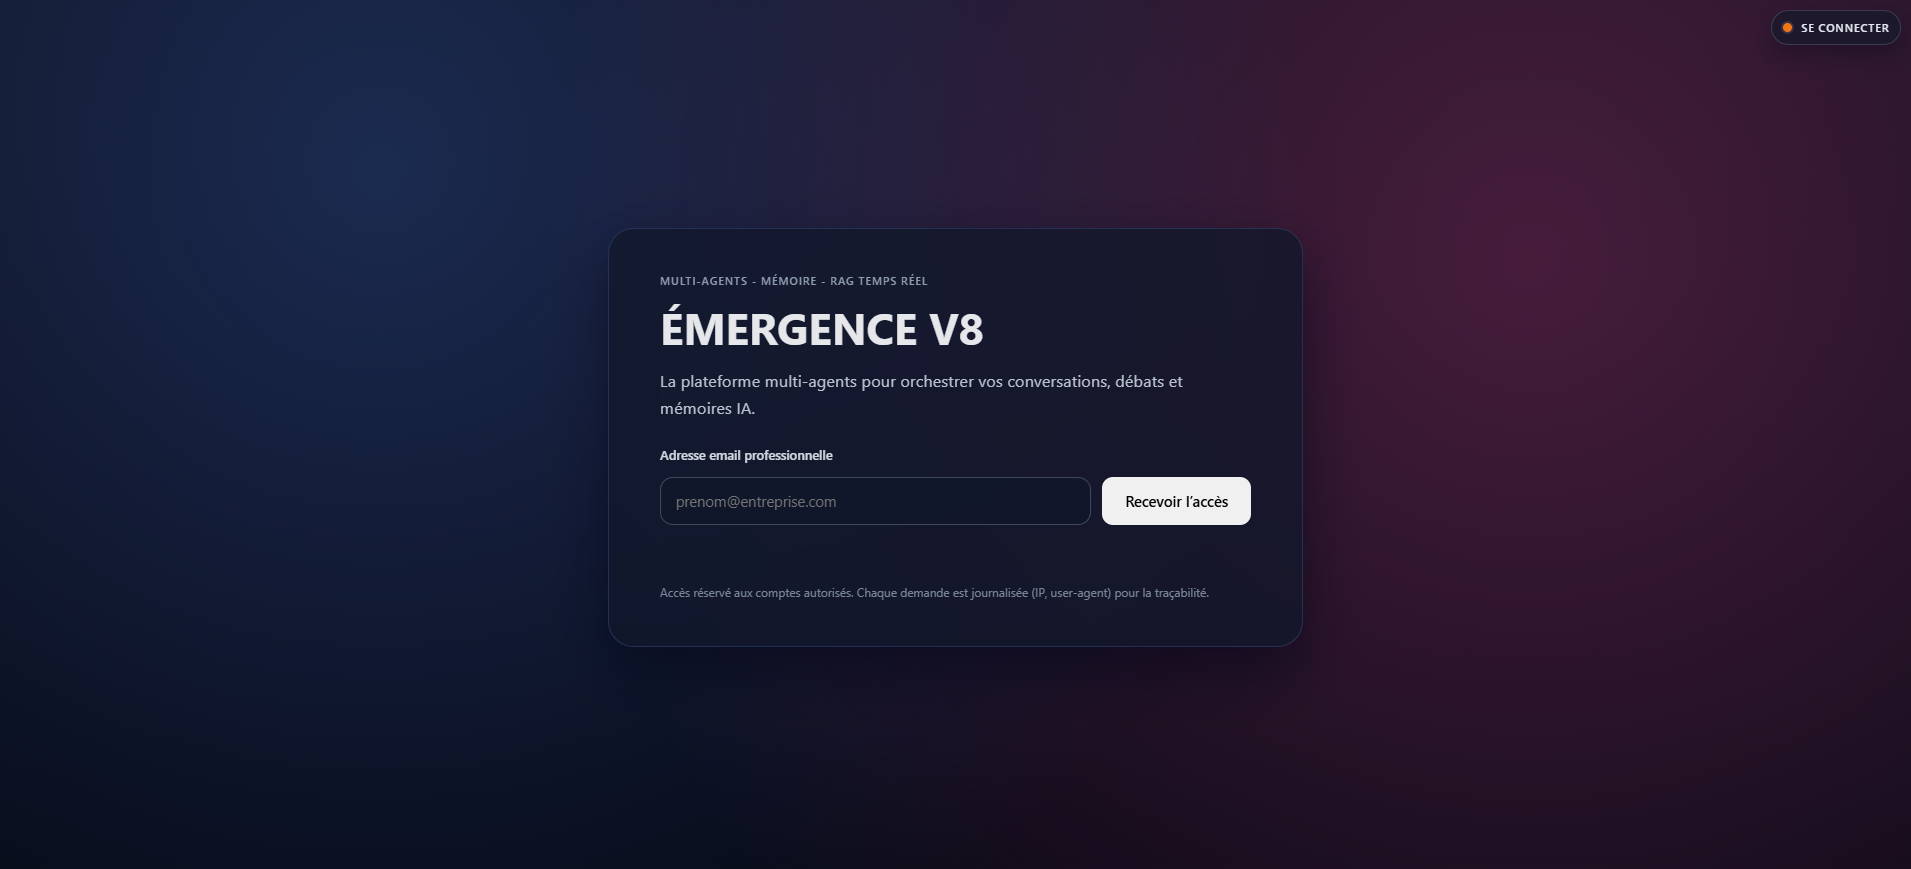 SE CONNECTER
MULTI-AGENTS - MÉMOIRE - RAG TEMPS RÉEL
ÉMERGENCE V8
La plateforme multi-agents pour orchestrer vos conversations, débats et
mémoires IA.
Adresse email professionnelle
prenom@entreprise.com
Recevoir l'accès
Accès réservé aux comptes autorisés. Chaque demande est journalisée (IP, user-agent) pour la traçabilité.